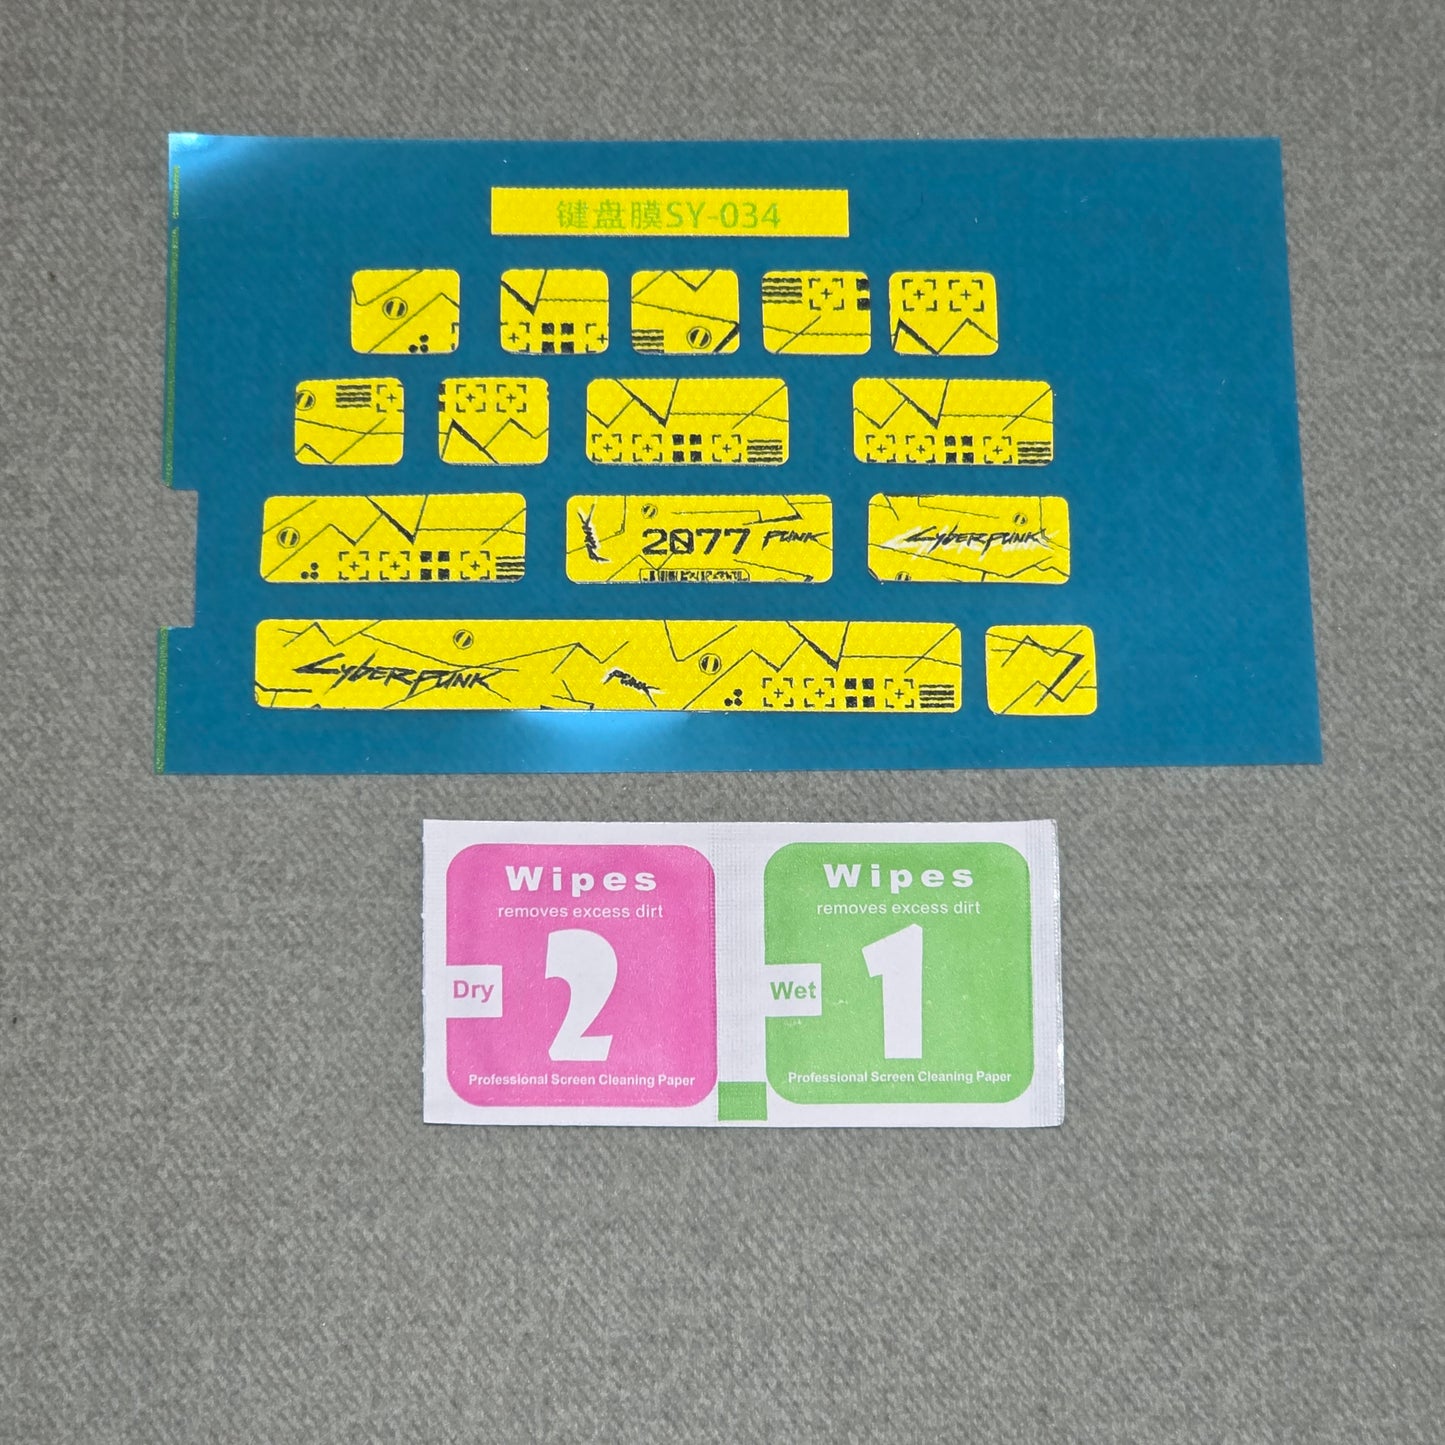 键盘膜SY-034
PUNK
2077
PUNK
CYBERPUNK
CYBERPUNK
PUNK
Wipes
removes excess dirt
2
Dry
Professional Screen Cleaning Paper
Wipes
removes excess dirt
1
Wet
Professional Screen Cleaning Paper